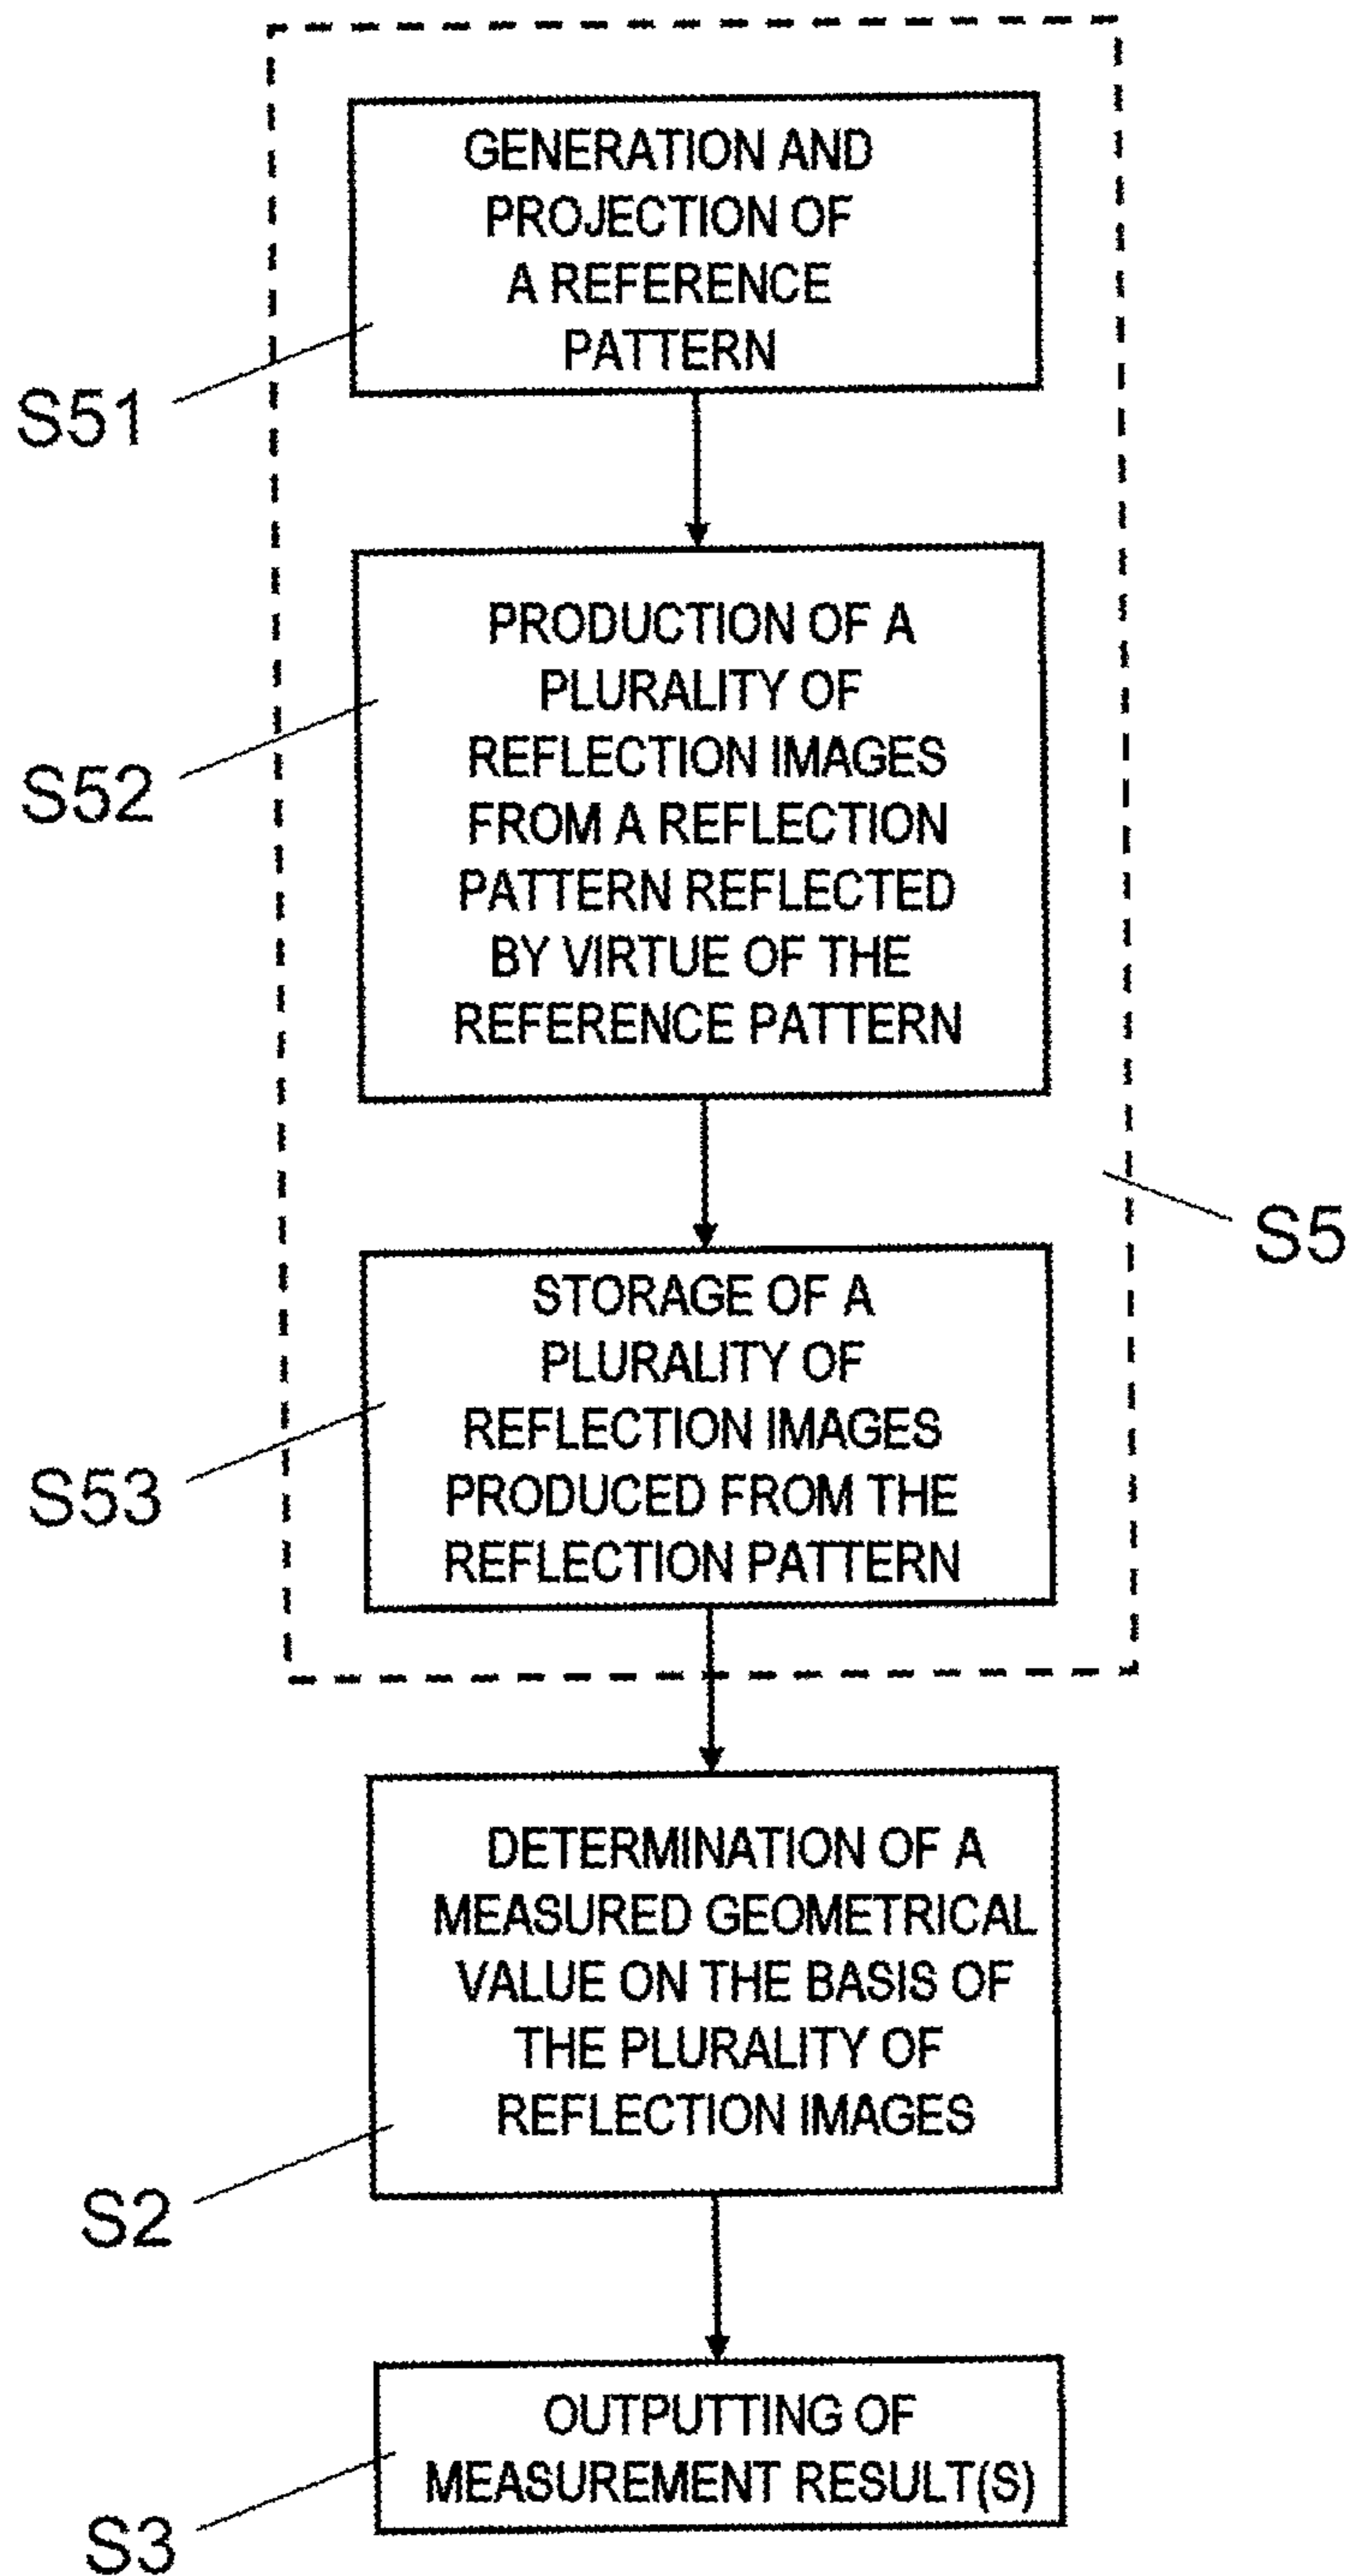 GENERATION AND
PROJECTION OF
A REFERENCE
PATTERN
S51
PRODUCTION OF A
PLURALITY OF
REFLECTION IMAGES
FROM A REFLECTION
PATTERN REFLECTED
BY VIRTUE OF THE
REFERENCE PATTERN
S52
S5
STORAGE OF A
PLURALITY OF
REFLECTION IMAGES
PRODUCED FROM THE
REFLECTION PATTERN
S53
DETERMINATION OF A
MEASURED GEOMETRICAL
VALUE ON THE BASIS OF
THE PLURALITY OF
REFLECTION IMAGES
S2
OUTPUTTING OF
MEASUREMENT RESULT(S)
S3